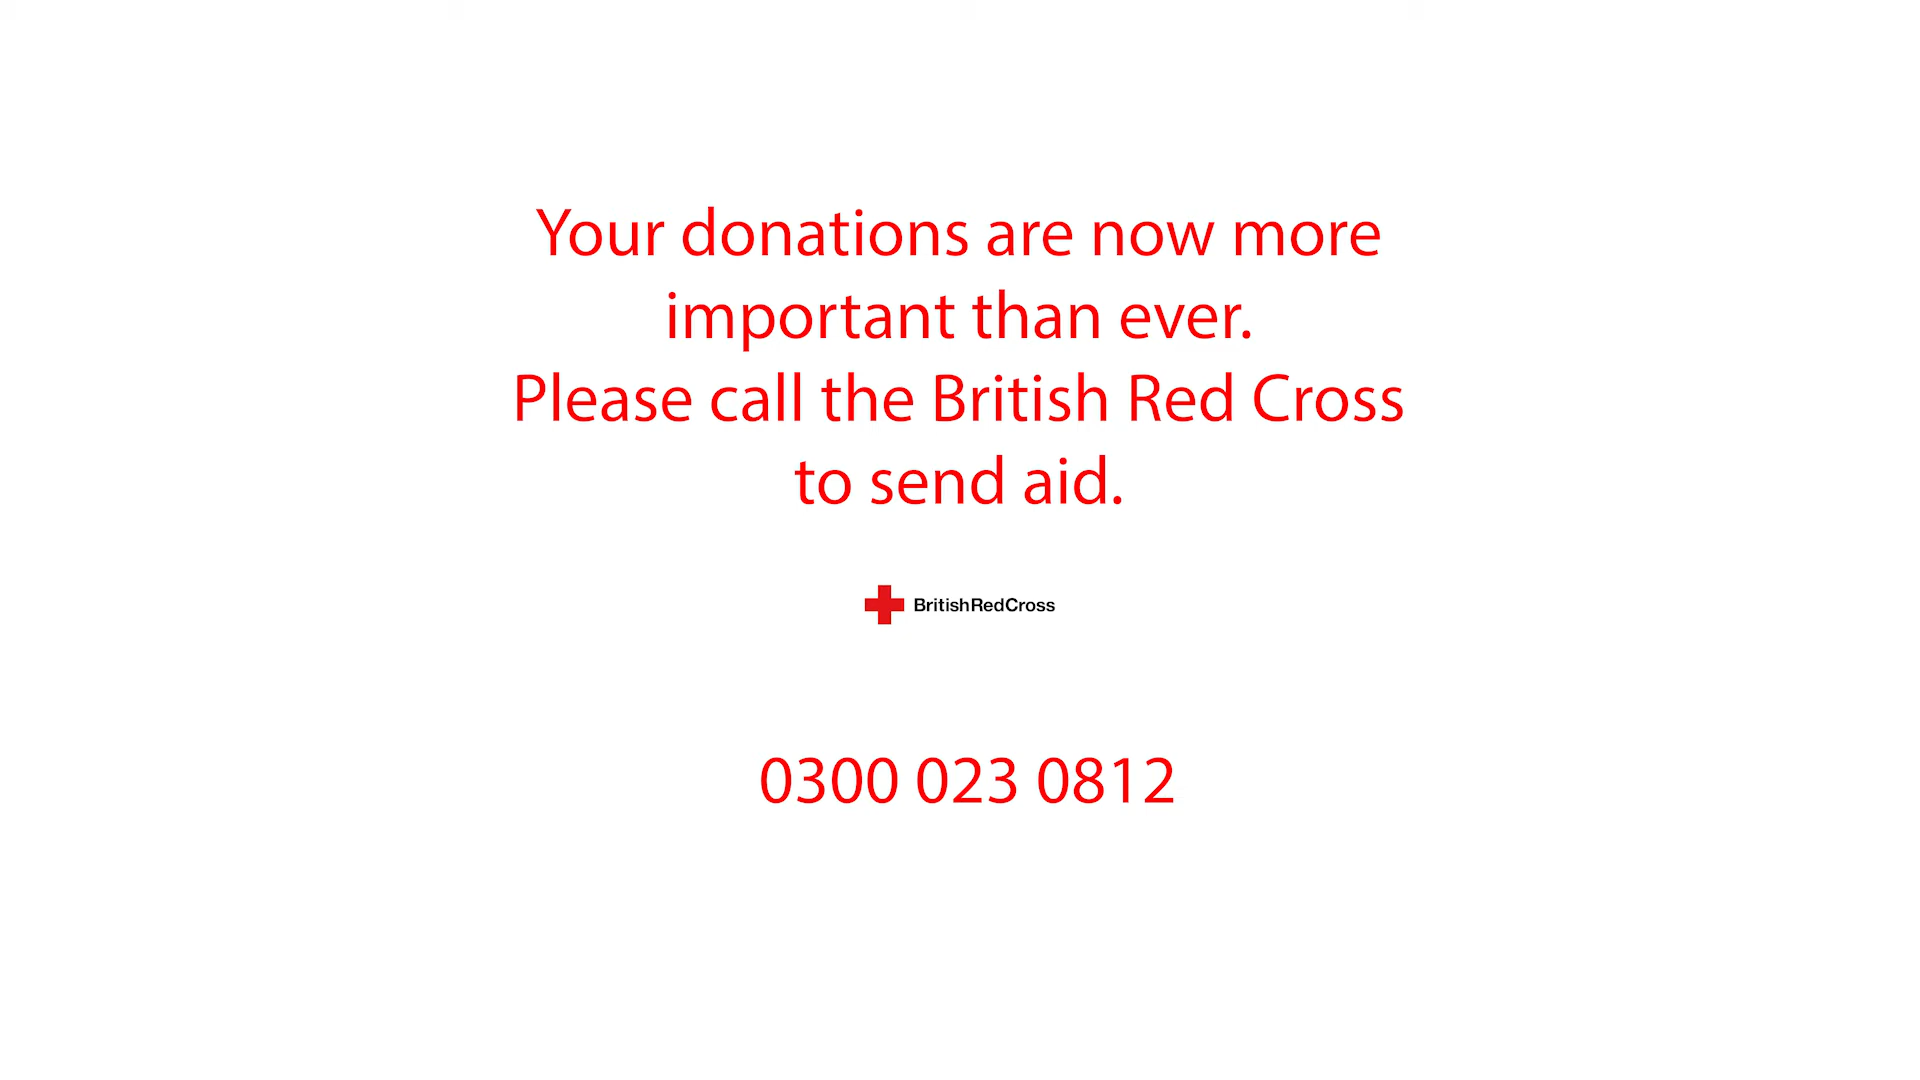 Your donations are now more
important than ever.
Please call the British Red Cross
to send aid.
BritishRedCross
0300 023 0812